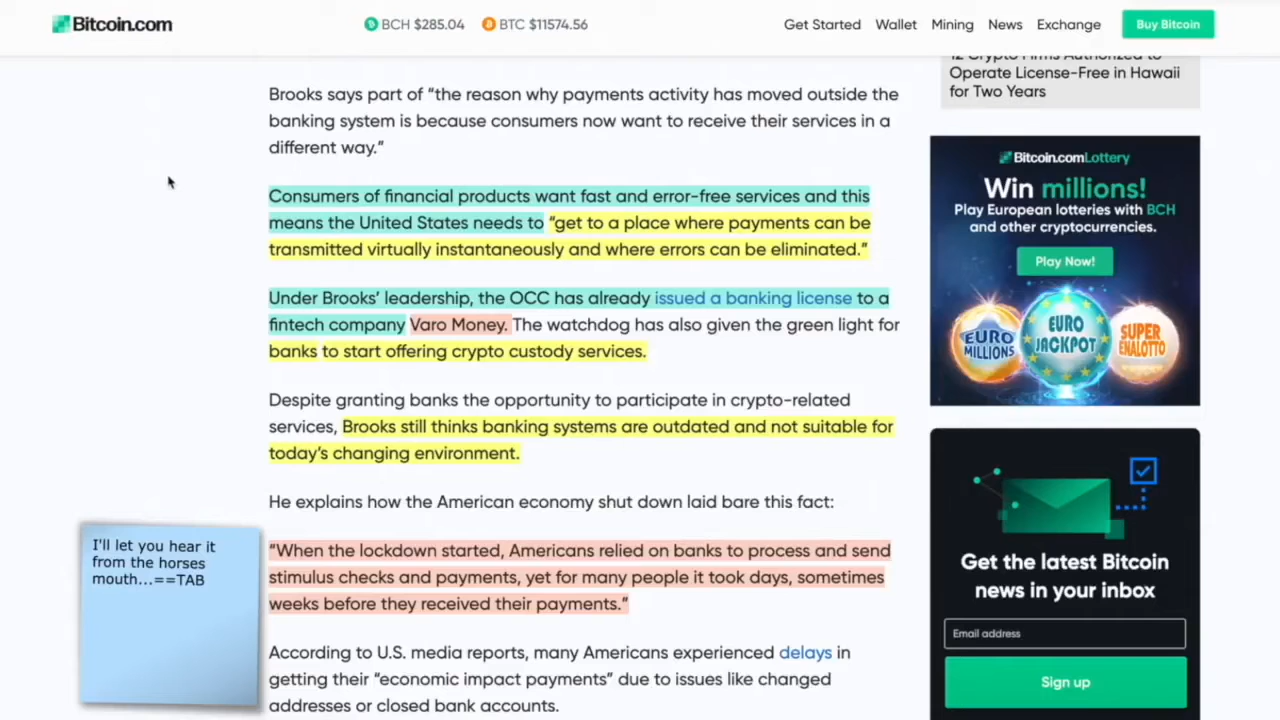 Bitcoin.com
BCH $285.04
BTC $11574.56
Get Started
Wallet
Mining
News
Exchange
Buy Bitcoin
Brooks says part of “the reason why payments activity has moved outside the
banking system is because consumers now want to receive their services in a
different way.”
Consumers of financial products want fast and error-free services and this
means the United States needs to “get to a place where payments can be
transmitted virtually instantaneously and where errors can be eliminated.”
Under Brooks’ leadership, the OCC has already issued a banking license to a
fintech company Varo Money. The watchdog has also given the green light for
banks to start offering crypto custody services.
Despite granting banks the opportunity to participate in crypto-related
services, Brooks still thinks banking systems are outdated and not suitable for
today’s changing environment.
He explains how the American economy shut down laid bare this fact:
“When the lockdown started, Americans relied on banks to process and send
stimulus checks and payments, yet for many people it took days, sometimes
weeks before they received their payments.”
According to U.S. media reports, many Americans experienced delays in
getting their “economic impact payments” due to issues like changed
addresses or closed bank accounts.
I'll let you hear it
from the horses
mouth...==TAB
12 Crypto Firms Authorized to
Operate License-Free in Hawaii
for Two Years
Bitcoin.com Lottery
Win millions!
Play European lotteries with BCH
and other cryptocurrencies.
Play Now!
EURO
MILLIONS
EURO
JACKPOT
SUPER
ENALOTTO
Get the latest Bitcoin
news in your inbox
Email address
Sign up